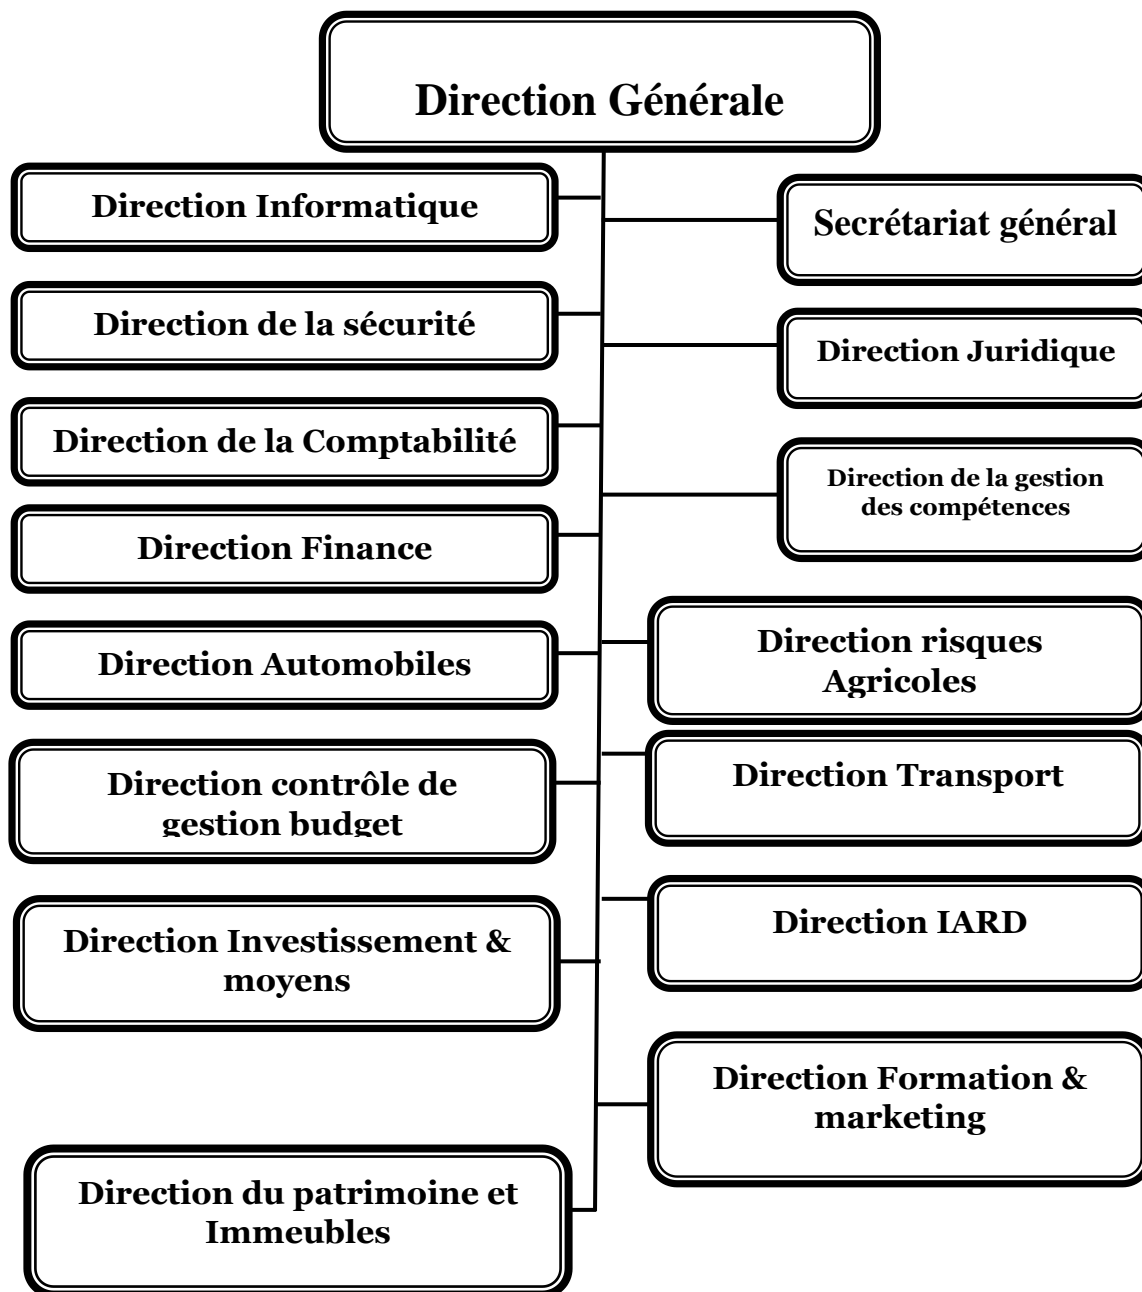 Direction Générale
Direction Informatique
Secrétariat général
Direction de la sécurité
Direction Juridique
Direction de la Comptabilité
Direction de la gestion
des compétences
Direction Finance
Direction Automobiles
Direction risques
Agricoles
Direction contrôle de
gestion budget
Direction Transport
Direction Investissement &
moyens
Direction IARD
Direction Formation &
marketing
Direction du patrimoine et
Immeubles